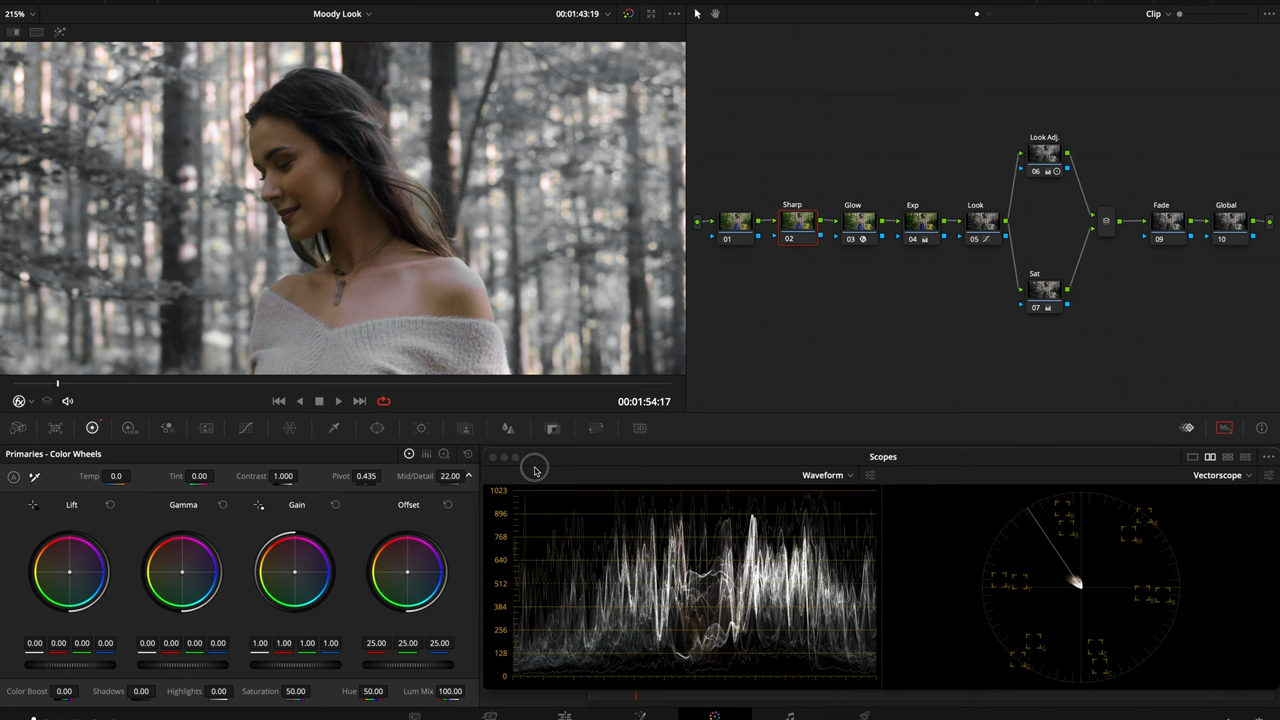 215% Moody Look 00:01:43:19 Clip
Look Adj.
06
Sharp Glow Exp Look Fade Global
01 02 03 04 05 09 10
Sat
07
00:01:54:17
Primaries - Color Wheels Scopes
Temp 0.0 Tint 0.00 Contrast 1.000 Pivot 0.435 Mid/Detail 22.00 Waveform Vectorscope
Lift Gamma Gain Offset
1023
896
768
640
512
384
256
128
0
0.00 0.00 0.00 0.00 0.00 0.00 0.00 0.00 1.00 1.00 1.00 1.00 25.00 25.00 25.00
Color Boost 0.00 Shadows 0.00 Highlights 0.00 Saturation 50.00 Hue 50.00 Lum Mix 100.00